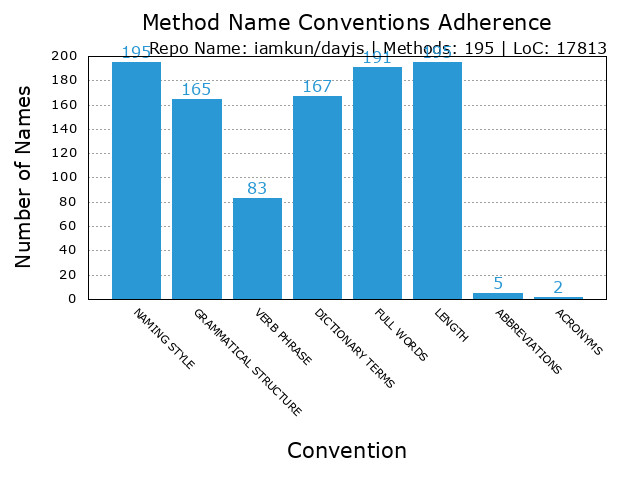 Method Name Conventions Adherence
Repo Name: iamkun/dayjs | Methods: 195 | LoC: 17813
Number of Names
200
180
160
140
120
100
80
60
40
20
0
195
165
83
167
191
195
5
2
NAMING STYLE
GRAMMATICAL STRUCTURE
VERB PHRASE
DICTIONARY TERMS
FULL WORDS
LENGTH
ABBREVIATIONS
ACRONYMS
Convention